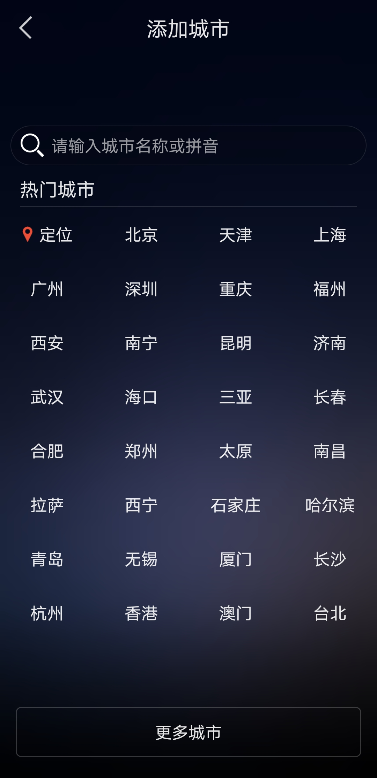 添加城市
请输入城市名称或拼音
热门城市
定位 北京 天津 上海
广州 深圳 重庆 福州
西安 南宁 昆明 济南
武汉 海口 三亚 长春
合肥 郑州 太原 南昌
拉萨 西宁 石家庄 哈尔滨
青岛 无锡 厦门 长沙
杭州 香港 澳门 台北
更多城市